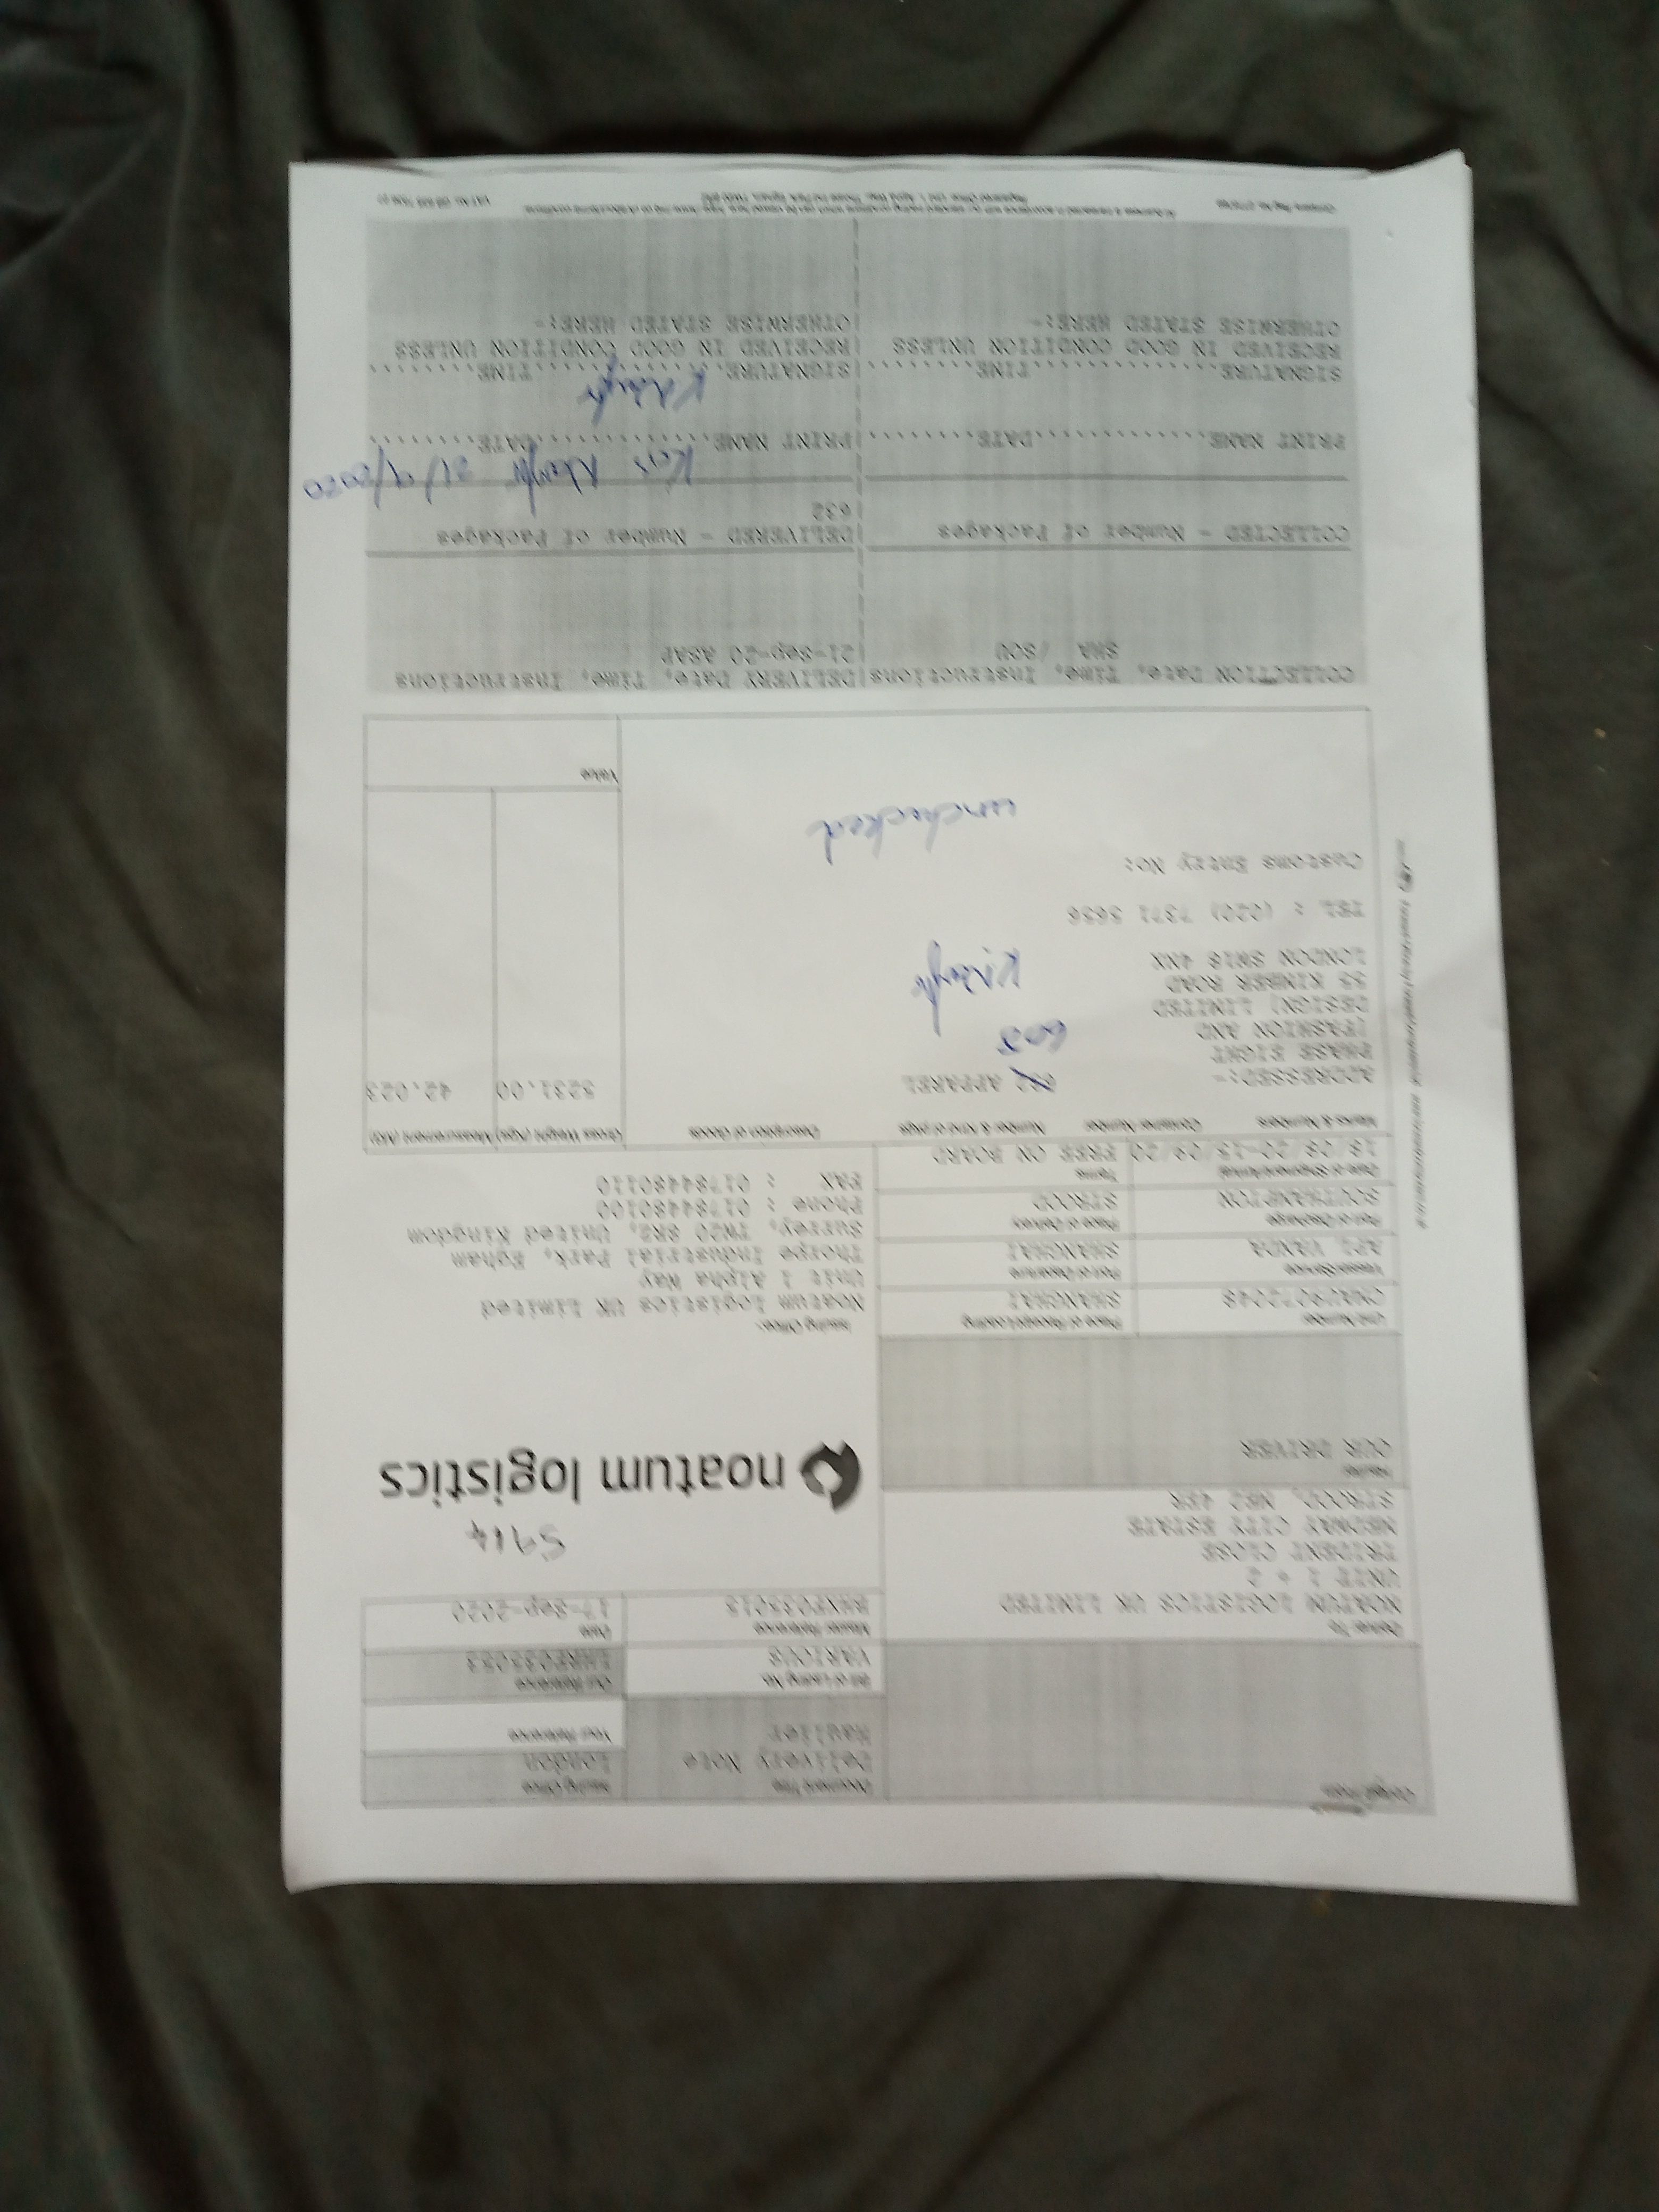 Document Title
Delivery Note
Haulier
Issuing Office
London
Your Reference
Bill of Lading No.
VARIOUS
Our Reference
Deliver To
NOATUM LOGISTICS UK LIMITED
UNIT 1 + 2
TRIDENT CLOSE
MEDWAY CITY ESTATE
STROOD, ME2 4ER
Master Reference
Date
17-Sep-2020
5914
noatum logistics
Haulier
OUR DRIVER
Issuing Office:
Noatum Logistics UK Limited
Unit 1 Alpha Way
Thorpe Industrial Park, Egham
Surrey, TW20 8RZ, United Kingdom
Phone : 01784480100
FAX : 01784480110
Unit Number
Place of Receipt/Loading
SHANGHAI
Vessel/Service
APL VANDA
Port of Departure
SHANGHAI
Port of Discharge
SOUTHAMPTON
Place of Delivery
STROOD
Date of Shipment/Arrival
18/08/20-15/09/20
Terms
FREE ON BOARD
Marks & Numbers
Container Number
Number & Kind of pkgs
Description of Goods
Gross Weight (Kgs)
Measurement (M3)
ADDRESSED:-
APPAREL
5231.00
42.023
PHASE EIGHT
(FASHION AND
DESIGN) LIMITED
55 KIMBER ROAD
LONDON SW18 4NX
603
TEL : (020) 7371 5656
Customs Entry No:
unchecked
Value
COLLECTION Date, Time, Instructions
SHA /SOU
DELIVERY Date, Time, Instructions
21-Sep-20 ASAP
COLLECTED - Number of Packages
DELIVERED - Number of Packages
632
PRINT NAME..............DATE.........
PRINT NAME..............DATE.........
21/9/2020
SIGNATURE...............TIME.........
SIGNATURE...............TIME.........
RECEIVED IN GOOD CONDITION UNLESS
OTHERWISE STATED HERE:-
RECEIVED IN GOOD CONDITION UNLESS
OTHERWISE STATED HERE:-